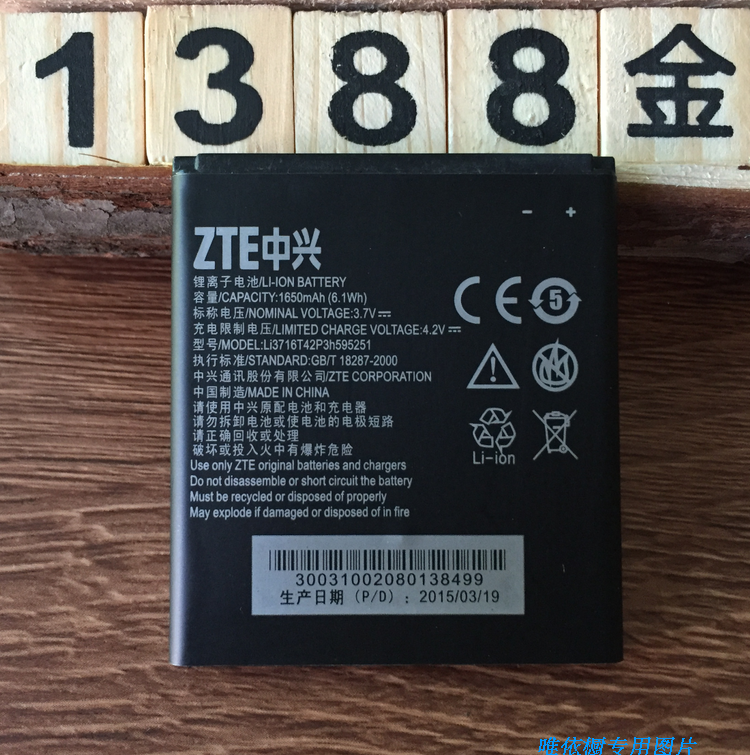 1388金
- +
ZTE中兴
锂离子电池/LI-ION BATTERY
容量/CAPACITY:1650mAh (6.1Wh)
标称电压/NOMINAL VOLTAGE:3.7V⎓
充电限制电压/LIMITED CHARGE VOLTAGE:4.2V⎓
型号/MODEL:Li3716T42P3h595251
执行标准/STANDARD:GB/T 18287-2000
中兴通讯股份有限公司/ZTE CORPORATION
中国制造/MADE IN CHINA
请使用中兴原配电池和充电器
请勿拆卸电池或使电池的电极短路
请正确回收或处理
破坏或投入火中有爆炸危险
Use only ZTE original batteries and chargers
Do not disassemble or short circuit the battery
Must be recycled or disposed of properly
May explode if damaged or disposed of in fire
CE 5
Li-ion
30031002080138499
生产日期 (P/D) : 2015/03/19
唯依樹专用图片